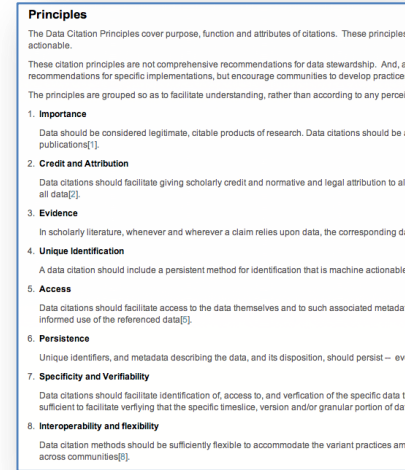 Principles
The Data Citation Principles cover purpose, function and attributes of citations. These principles
actionable.
These citation principles are not comprehensive recommendations for data stewardship. And, a
recommendations for specific implementations, but encourage communities to develop practice
The principles are grouped so as to facilitate understanding, rather than according to any percei
1. Importance
Data should be considered legitimate, citable products of research. Data citations should be a
publications[1].
2. Credit and Attribution
Data citations should facilitate giving scholarly credit and normative and legal attribution to al
all data[2].
3. Evidence
In scholarly literature, whenever and wherever a claim relies upon data, the corresponding da
4. Unique Identification
A data citation should include a persistent method for identification that is machine actionable
5. Access
Data citations should facilitate access to the data themselves and to such associated metadat
informed use of the referenced data[5].
6. Persistence
Unique identifiers, and metadata describing the data, and its disposition, should persist -- eve
7. Specificity and Verifiability
Data citations should facilitate identification of, access to, and verfication of the specific data t
sufficient to facilitate verfiying that the specific timeslice, version and/or granular portion of da
8. Interoperability and flexibility
Data citation methods should be sufficiently flexible to accommodate the variant practices am
across communities[8].